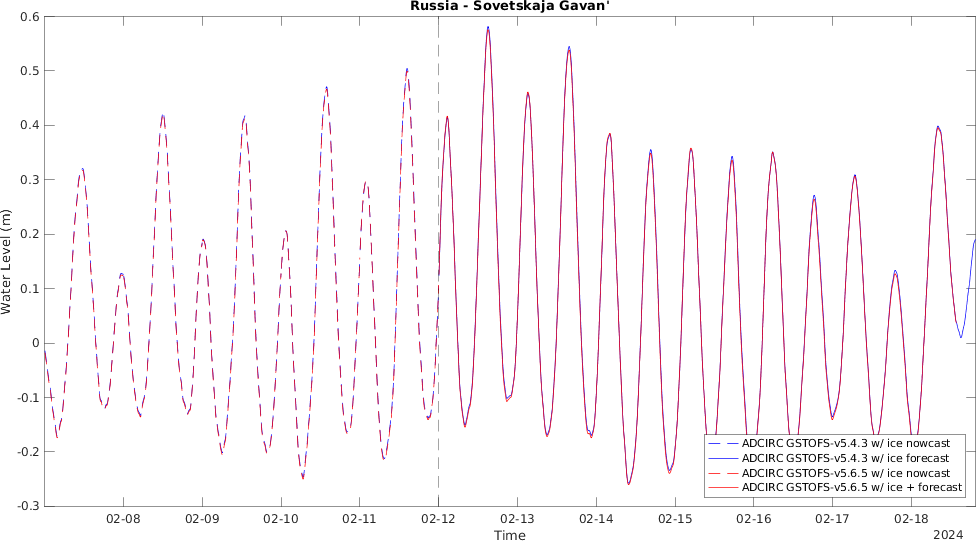 Russia - Sovetskaja Gavan'
0.6
0.5
0.4
0.3
0.2
0.1
0
-0.1
-0.2
-0.3
Water Level (m)
ADCIRC GSTOFS-v5.4.3 w/ ice nowcast
ADCIRC GSTOFS-v5.4.3 w/ ice forecast
ADCIRC GSTOFS-v5.6.5 w/ ice nowcast
ADCIRC GSTOFS-v5.6.5 w/ ice + forecast
02-08 02-09 02-10 02-11 02-12 02-13 02-14 02-15 02-16 02-17 02-18
Time
2024